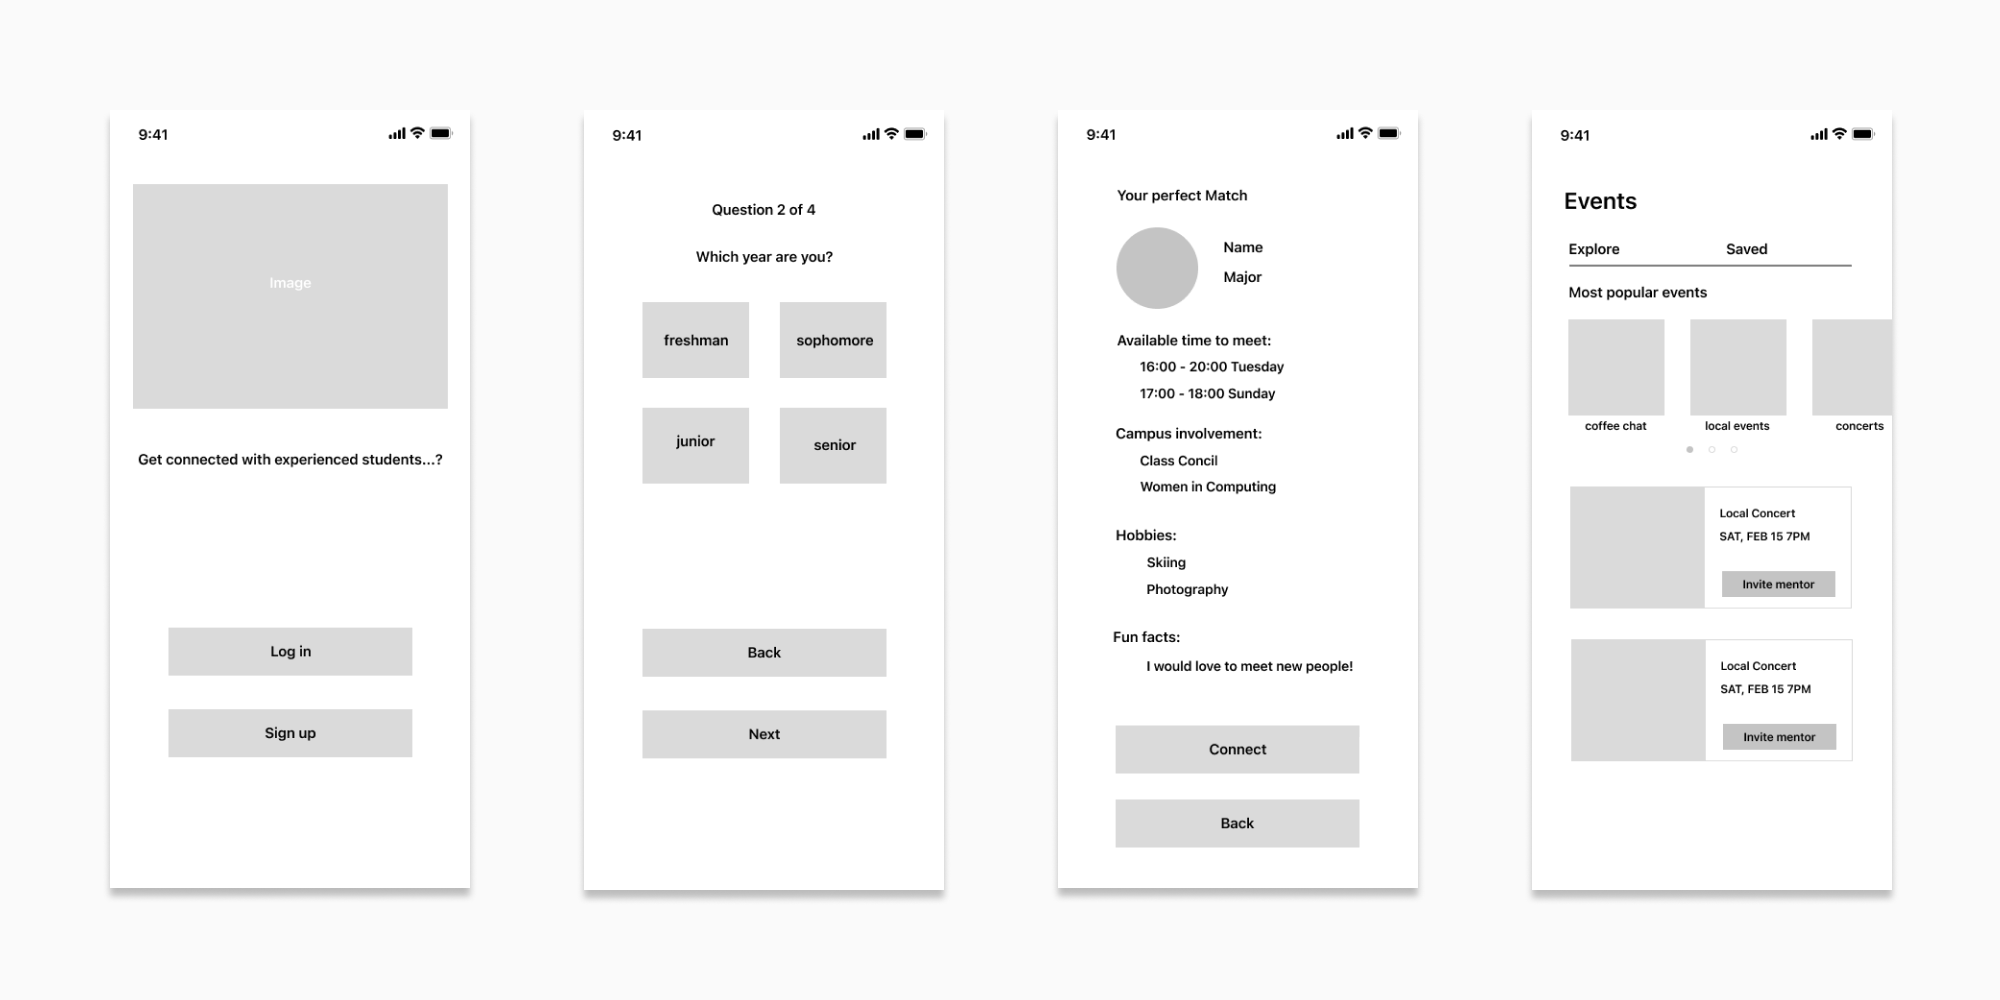 9:41
Image
Get connected with experienced students...?
Log in
Sign up
9:41
Question 2 of 4
Which year are you?
freshman
sophomore
junior
senior
Back
Next
9:41
Your perfect Match
Name
Major
Available time to meet:
16:00 - 20:00 Tuesday
17:00 - 18:00 Sunday
Campus involvement:
Class Concil
Women in Computing
Hobbies:
Skiing
Photography
Fun facts:
I would love to meet new people!
Connect
Back
9:41
Events
Explore
Saved
Most popular events
coffee chat
local events
concerts
Local Concert
SAT, FEB 15 7PM
Invite mentor
Local Concert
SAT, FEB 15 7PM
Invite mentor